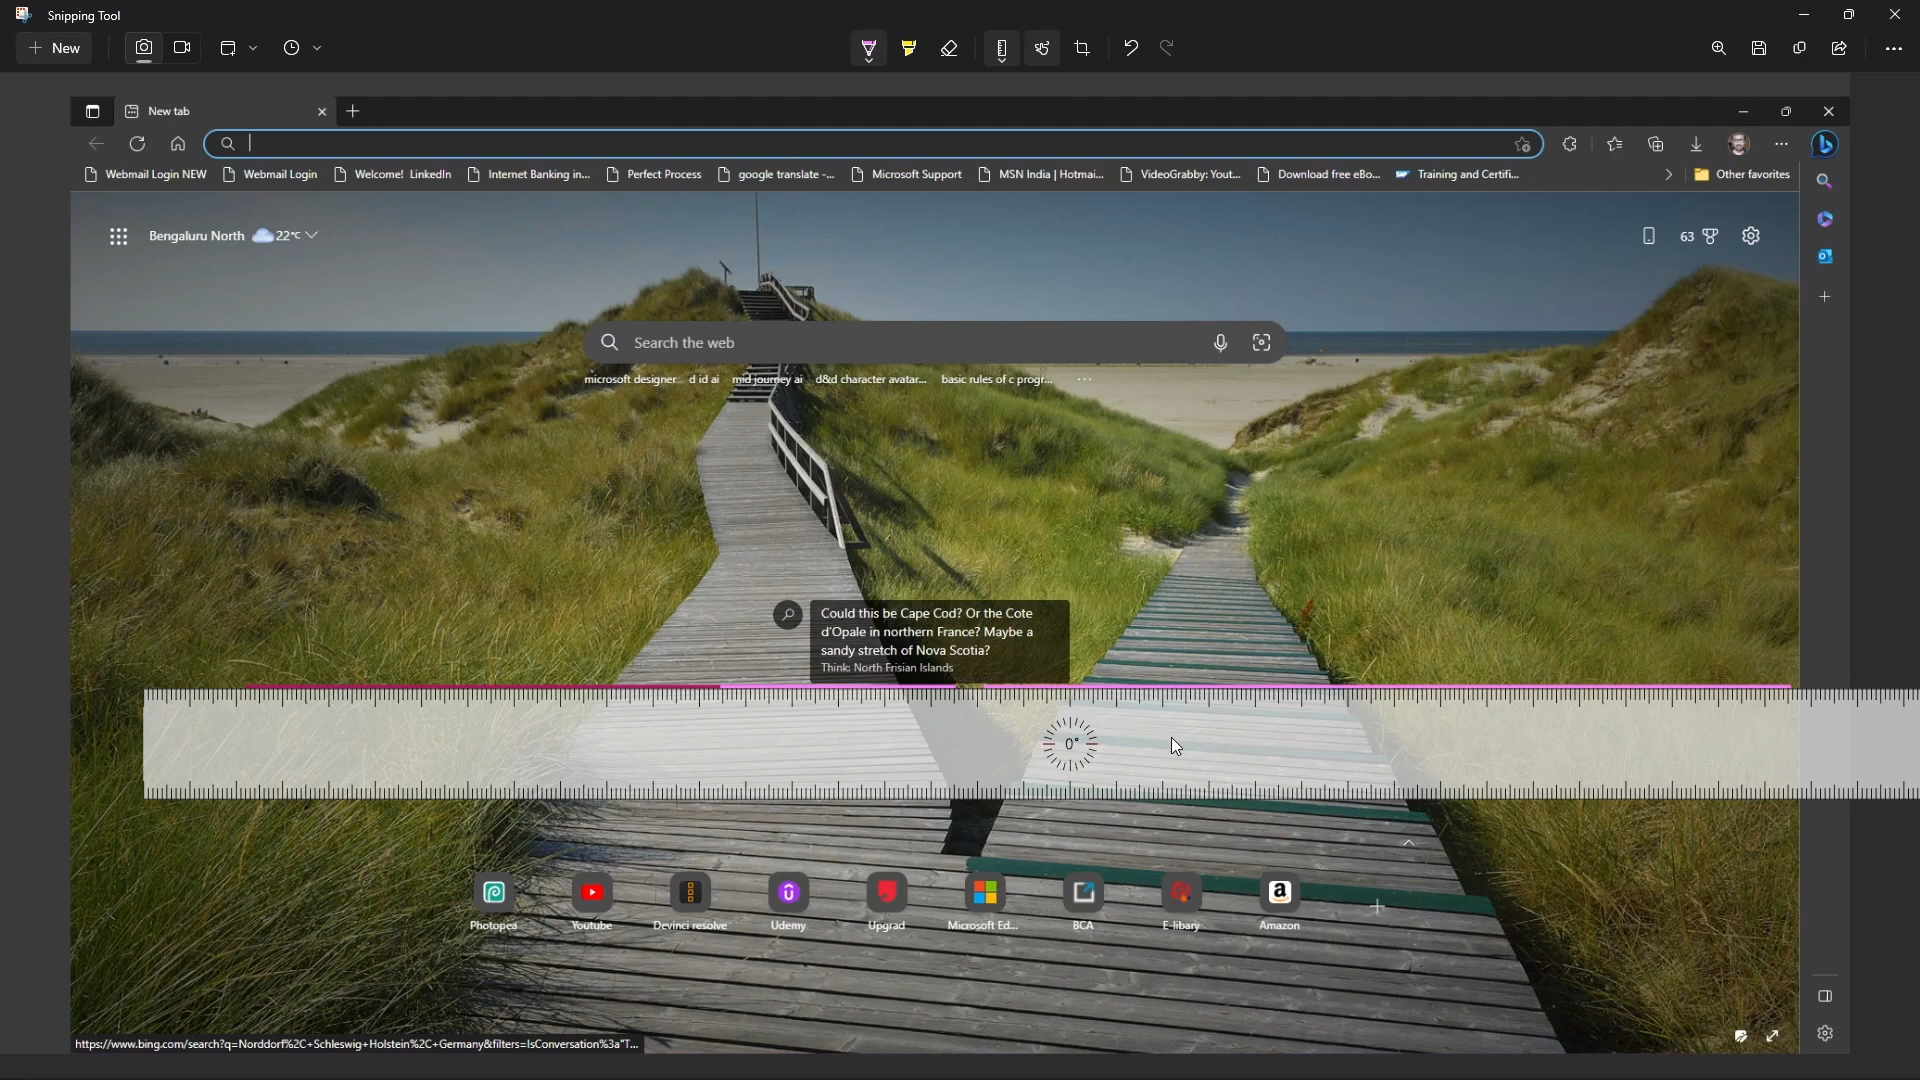 Snipping Tool
New
New tab
Webmail Login NEW
Webmail Login
Welcome! LinkedIn
Internet Banking in...
Perfect Process
google translate -...
Microsoft Support
MSN India | Hotmai...
VideoGrabby: Yout...
Download free eBo...
Training and Certifi...
Other favorites
Bengaluru North
22°C
63
Search the web
microsoft designer...
d id ai
mid journey ai
d&d character avatar...
basic rules of c progr...
Could this be Cape Cod? Or the Cote
d'Opale in northern France? Maybe a
sandy stretch of Nova Scotia?
Think: North Frisian Islands
0°
Photopea
Youtube
Devinci resolve
Udemy
Upgrad
Microsoft Ed...
BCA
E-libary
Amazon
https://www.bing.com/search?q=Norddorf%2C+Schleswig+Holstein%2C+Germany&filters=IsConversation%3a"T...